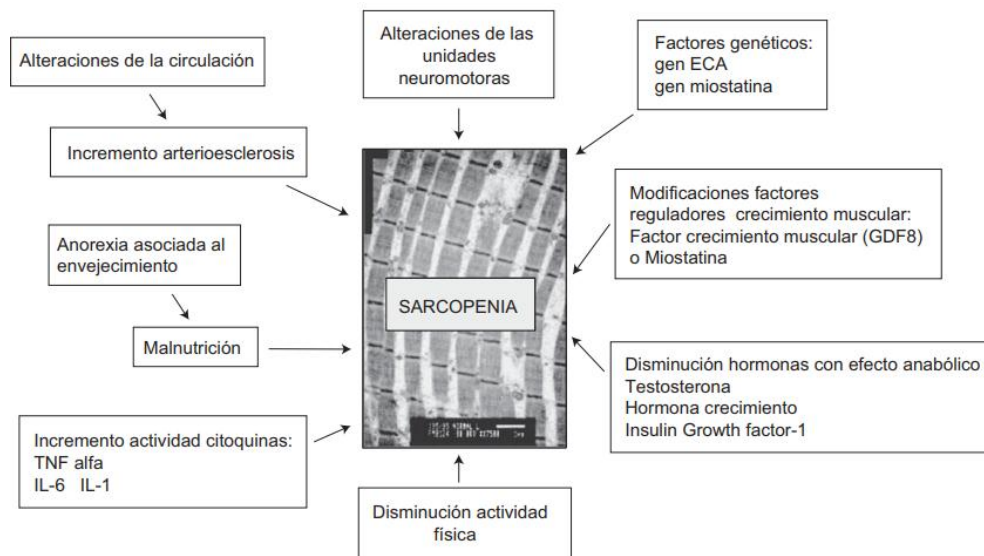 Alteraciones de la circulación
Alteraciones de las
unidades
neuromotoras
Factores genéticos:
gen ECA
gen miostatina
Incremento arterioesclerosis
Modificaciones factores
reguladores crecimiento muscular:
Factor crecimiento muscular (GDF8)
o Miostatina
Anorexia asociada al
envejecimiento
SARCOPENIA
Malnutrición
Disminución hormonas con efecto anabólico
Testosterona
Hormona crecimiento
Insulin Growth factor-1
Incremento actividad citoquinas:
TNF alfa
IL-6 IL-1
Disminución actividad
física